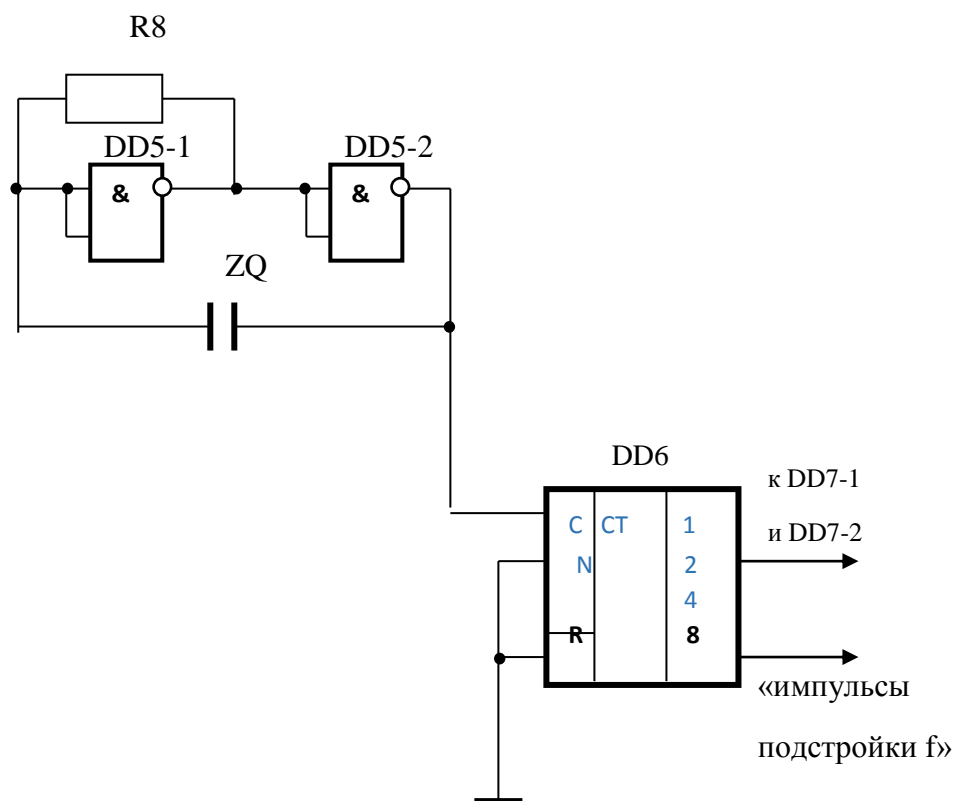 R8
DD5-1
DD5-2
&
&
ZQ
DD6
к DD7-1
и DD7-2
C
CT
1
N
2
4
R
8
«импульсы
подстройки f»